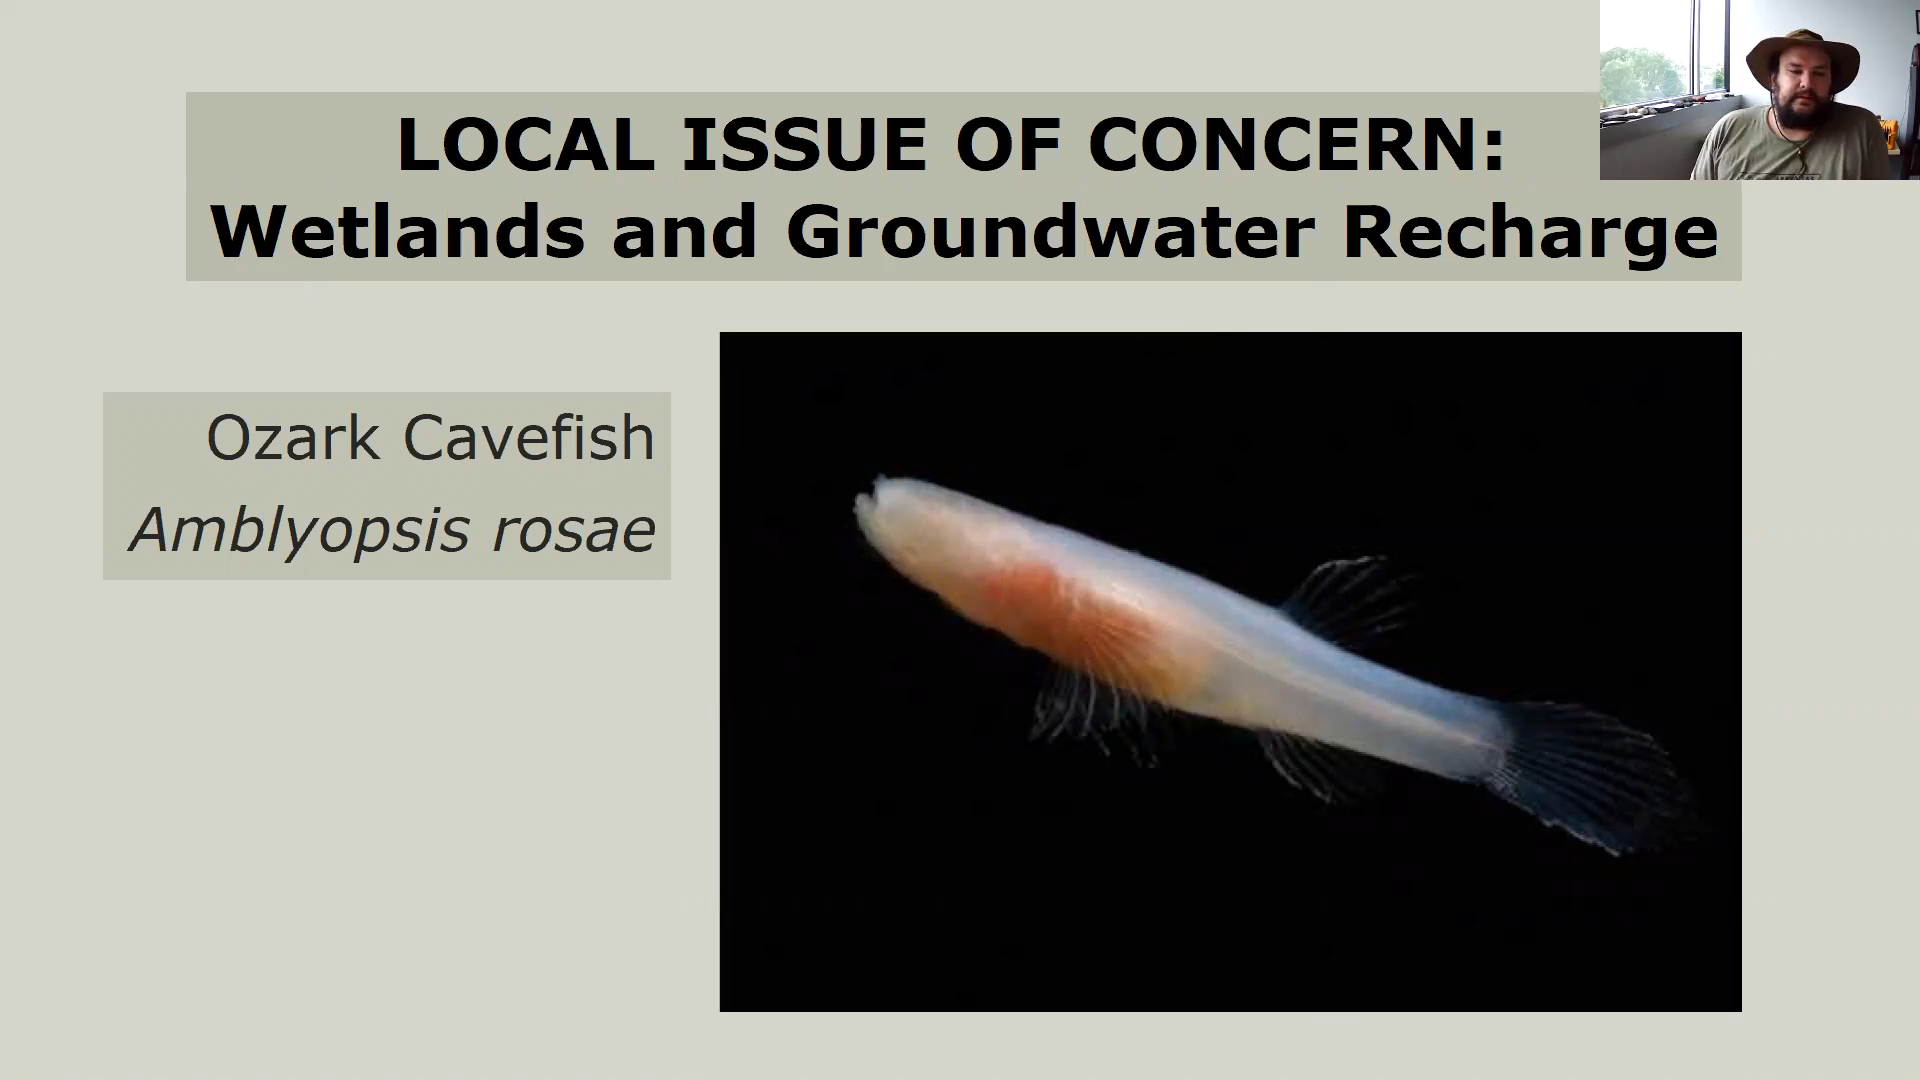 LOCAL ISSUE OF CONCERN:
Wetlands and Groundwater Recharge
Ozark Cavefish
Amblyopsis rosae